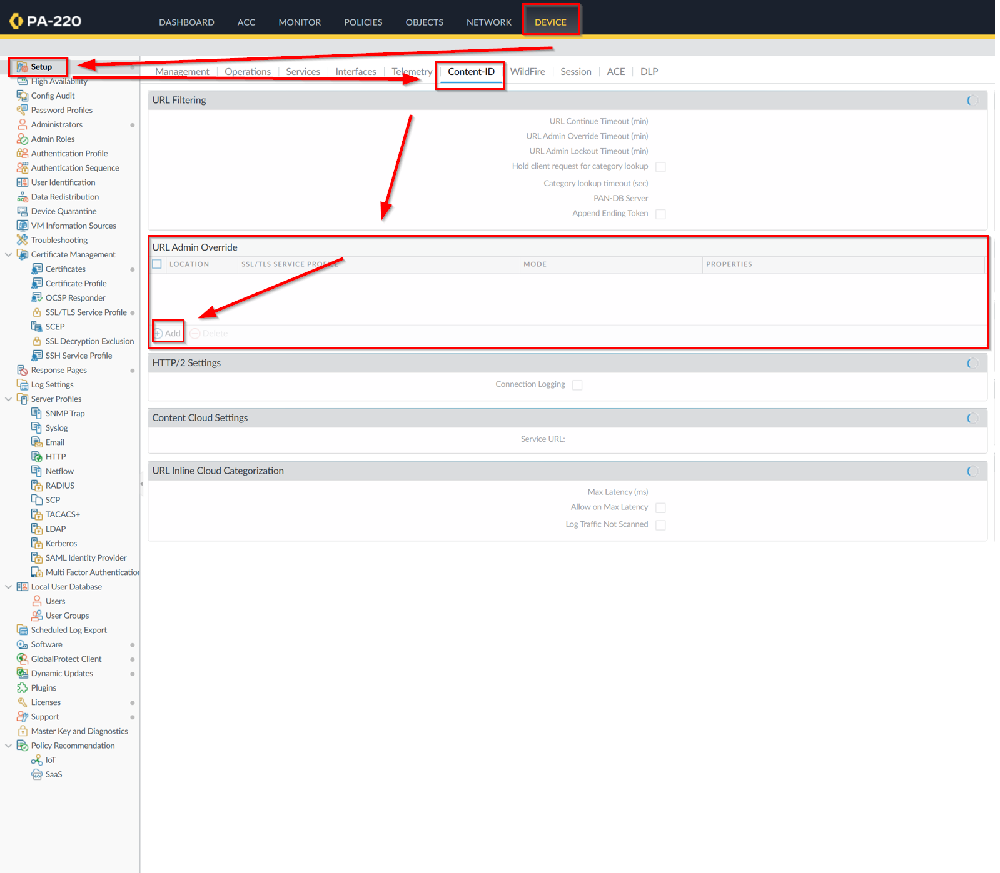 PA-220
DASHBOARD ACC MONITOR POLICIES OBJECTS NETWORK DEVICE
Setup
High Availability
Config Audit
Password Profiles
Administrators
Admin Roles
Authentication Profile
Authentication Sequence
User Identification
Data Redistribution
Device Quarantine
VM Information Sources
Troubleshooting
Certificate Management
Certificates
Certificate Profile
OCSP Responder
SSL/TLS Service Profile
SCEP
SSL Decryption Exclusion
SSH Service Profile
Response Pages
Log Settings
Server Profiles
SNMP Trap
Syslog
Email
HTTP
Netflow
RADIUS
SCP
TACACS+
LDAP
Kerberos
SAML Identity Provider
Multi Factor Authentication
Local User Database
Users
User Groups
Scheduled Log Export
Software
GlobalProtect Client
Dynamic Updates
Plugins
Licenses
Support
Master Key and Diagnostics
Policy Recommendation
IoT
SaaS
Management Operations Services Interfaces Telemetry Content-ID WildFire Session ACE DLP
URL Filtering
URL Continue Timeout (min)
URL Admin Override Timeout (min)
URL Admin Lockout Timeout (min)
Hold client request for category lookup
Category lookup timeout (sec)
PAN-DB Server
Append Ending Token
URL Admin Override
LOCATION SSL/TLS SERVICE PROFILE MODE PROPERTIES
Add Delete
HTTP/2 Settings
Connection Logging
Content Cloud Settings
Service URL:
URL Inline Cloud Categorization
Max Latency (ms)
Allow on Max Latency
Log Traffic Not Scanned